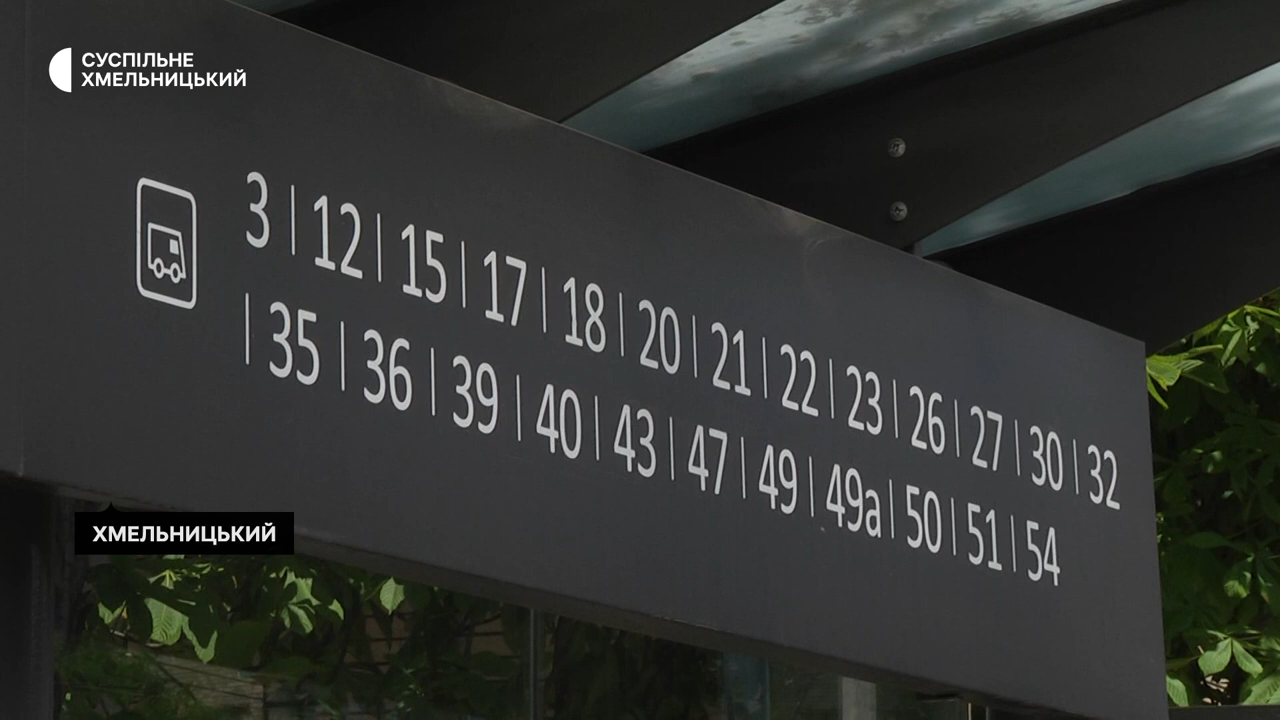 СУСПІЛЬНЕ
ХМЕЛЬНИЦЬКИЙ
3 | 12 | 15 | 17 | 18 | 20 | 21 | 22 | 23 | 26 | 27 | 30 | 32
| 35 | 36 | 39 | 40 | 43 | 47 | 49 | 49а | 50 | 51 | 54
ХМЕЛЬНИЦЬКИЙ